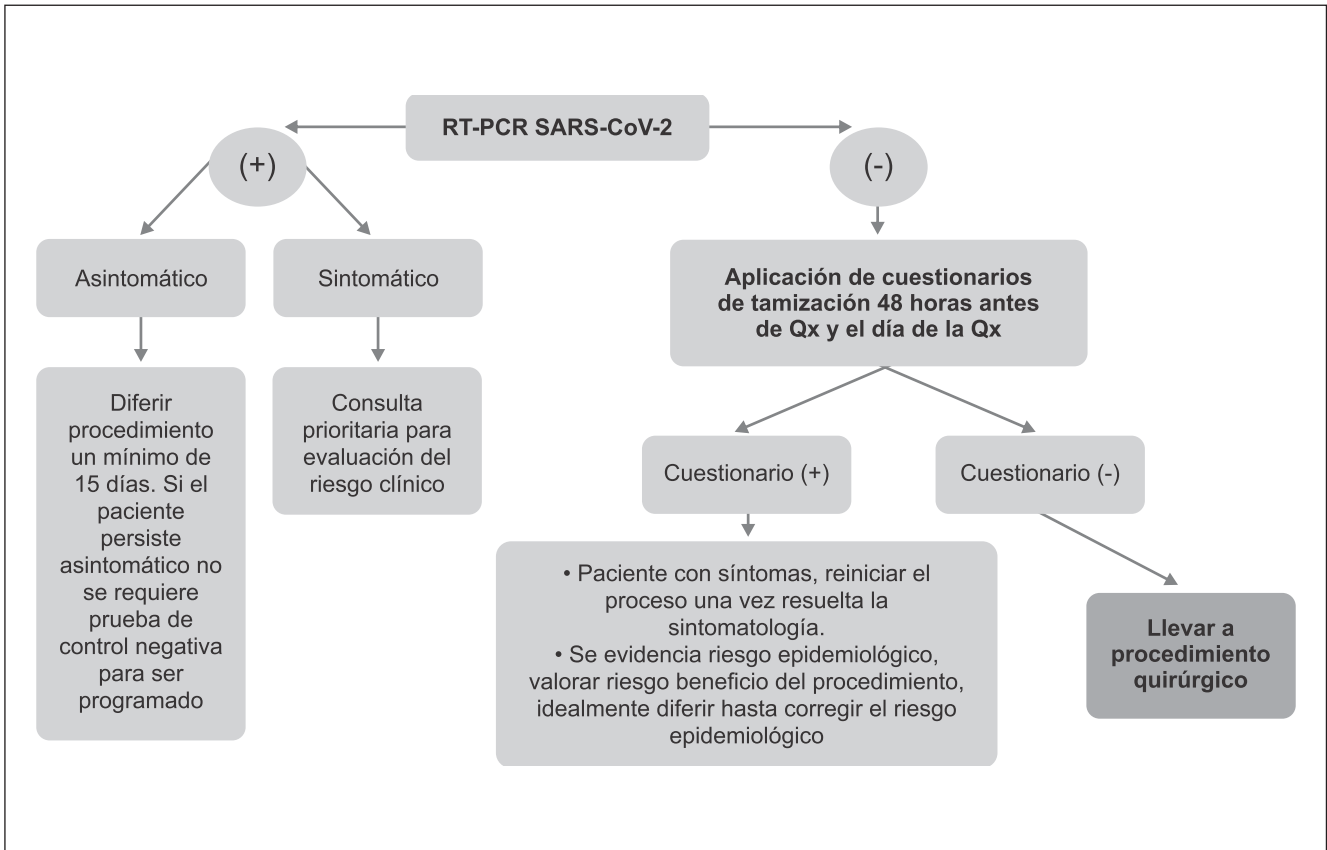 RT-PCR SARS-CoV-2
(+)
(-)
Asintomático
Sintomático
Aplicación de cuestionarios
de tamización 48 horas antes
de Qx y el día de la Qx
Diferir
procedimiento
un mínimo de
15 días. Si el
paciente
persiste
asintomático no
se requiere
prueba de
control negativa
para ser
programado
Consulta
prioritaria para
evaluación del
riesgo clínico
Cuestionario (+)
Cuestionario (-)
• Paciente con síntomas, reiniciar el
proceso una vez resuelta la
sintomatología.
• Se evidencia riesgo epidemiológico,
valorar riesgo beneficio del procedimiento,
idealmente diferir hasta corregir el riesgo
epidemiológico
Llevar a
procedimiento
quirúrgico